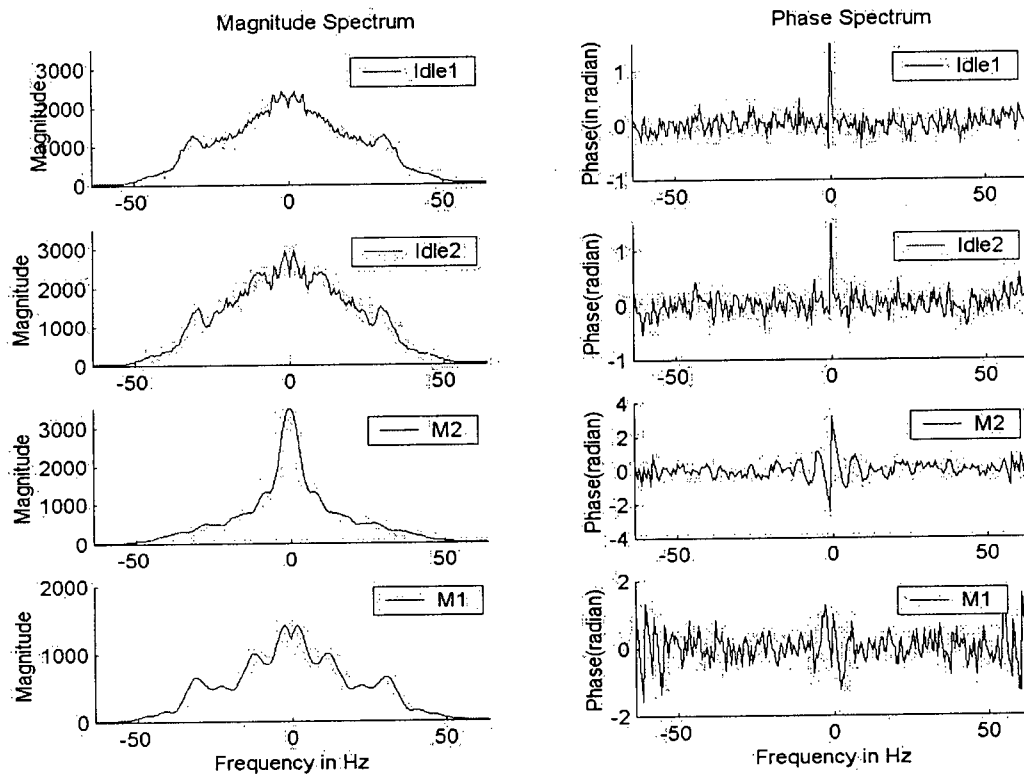 Magnitude Spectrum
Magnitude
3000
2000
1000
0
-50
0
50
Idle1
Magnitude
3000
2000
1000
0
-50
0
50
Idle2
Magnitude
3000
2000
1000
0
-50
0
50
M2
Magnitude
2000
1000
0
-50
0
50
M1
Frequency in Hz
Phase Spectrum
Phase(in radian)
1
0
-1
-50
0
50
Idle1
Phase(radian)
1
0
-1
-50
0
50
Idle2
Phase(radian)
4
2
0
-2
-4
-50
0
50
M2
Phase(radian)
2
0
-2
-50
0
50
M1
Frequency in Hz